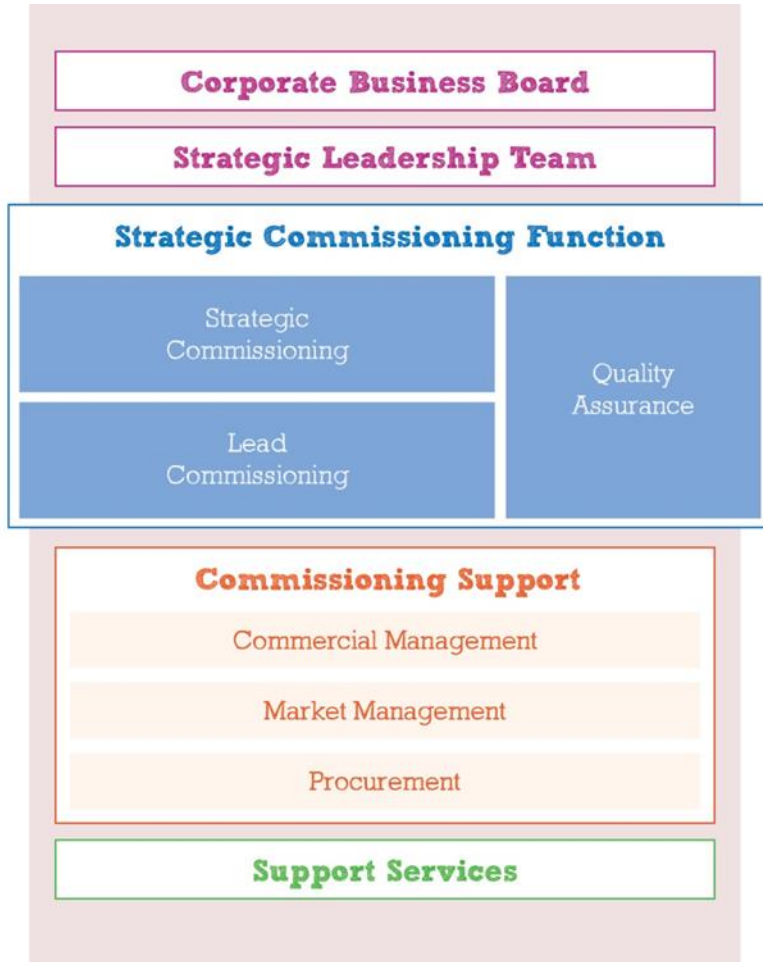 Corporate Business Board
Strategic Leadership Team
Strategic Commissioning Function
Strategic
Commissioning
Lead
Commissioning
Quality
Assurance
Commissioning Support
Commercial Management
Market Management
Procurement
Support Services